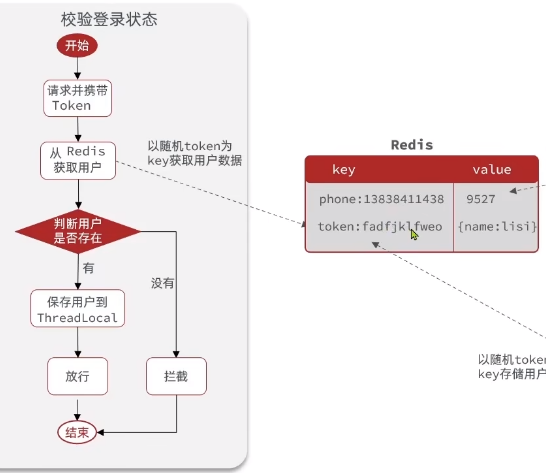 校验登录状态
开始
请求并携带
Token
从 Redis
获取用户
以随机token为
key获取用户数据
判断用户
是否存在
有
没有
保存用户到
ThreadLocal
放行
拦截
结束
Redis
key value
phone:13838411438 9527
token:fadfjklfweo {name:lisi}
以随机token
key存储用户